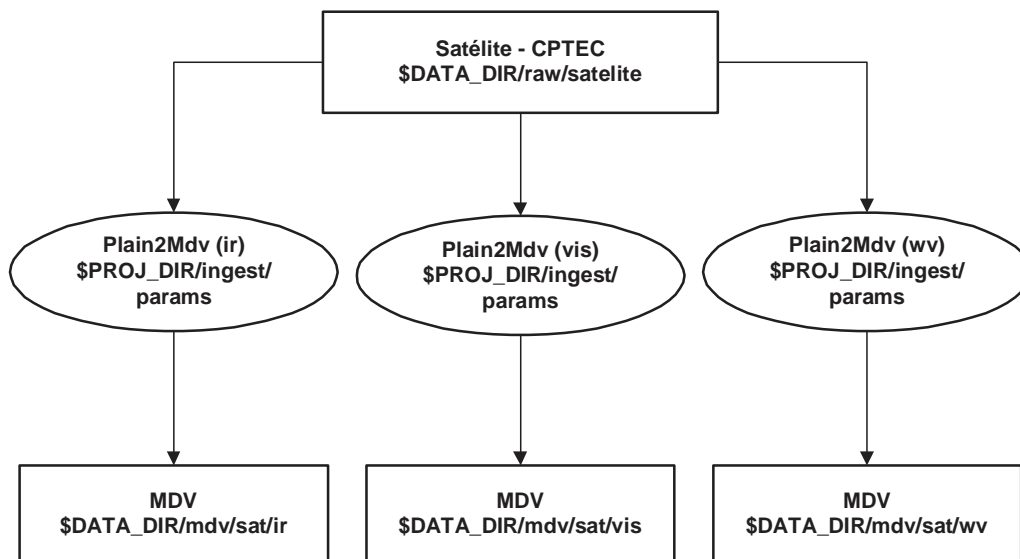 Satélite - CPTEC
$DATA_DIR/raw/satelite
Plain2Mdv (ir)
$PROJ_DIR/ingest/
params
Plain2Mdv (vis)
$PROJ_DIR/ingest/
params
Plain2Mdv (wv)
$PROJ_DIR/ingest/
params
MDV
$DATA_DIR/mdv/sat/ir
MDV
$DATA_DIR/mdv/sat/vis
MDV
$DATA_DIR/mdv/sat/wv